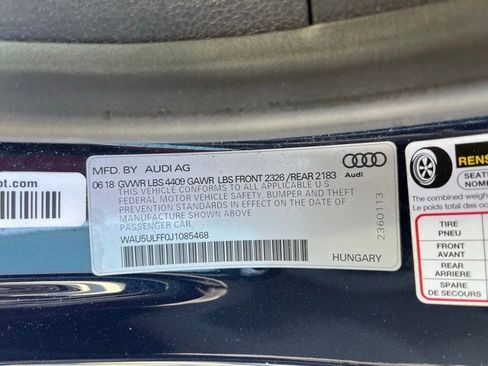 MFD. BY AUDI AG
Audi
06 18 GVWR LBS 4409 GAWR LBS FRONT 2326 /REAR 2183
THIS VEHICLE CONFORMS TO ALL APPLICABLE U.S.
FEDERAL MOTOR VEHICLE SAFETY, BUMPER AND THEFT
PREVENTION STANDARDS IN EFFECT ON THE DATE OF
MANUFACTURE SHOWN ABOVE
PASSENGER CAR
WAU5ULFF0J1085468
HUNGARY
2360113
ot.com
RENS
SEATI
The combined weigh
Le poids total des oc
TIRE
PNEU
FRONT
AVANT
REAR
ARRIERE
SPARE
DE SECOURS